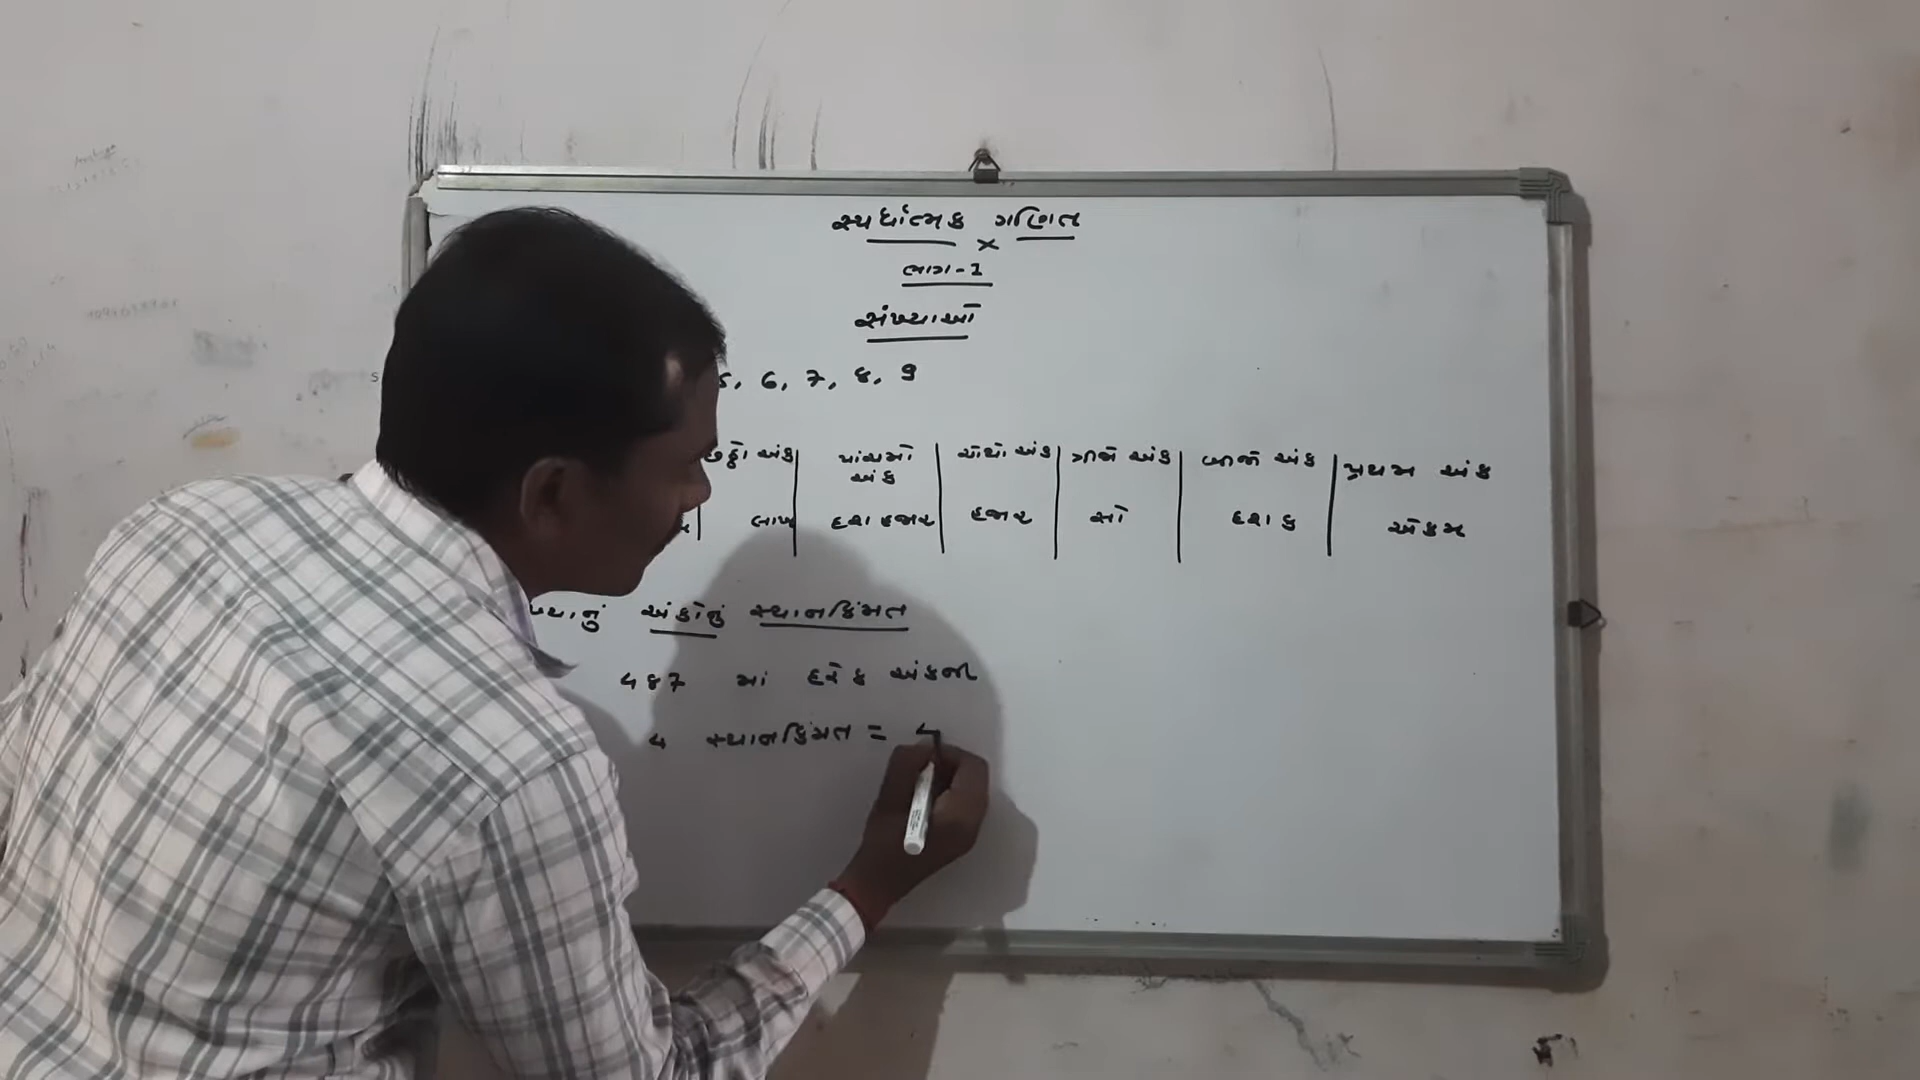 સ્પર્ધાત્મક ગણિત
ભાગ-1
સંખ્યાઓ
5, 6, 7, 8, 9
છઠ્ઠો અંક પાંચમો અંક ચોથો અંક ત્રીજો અંક બીજો અંક પ્રથમ અંક
લાખ દશ હજાર હજાર સો દશક એકમ
અંકોનું સ્થાનકિંમત
487 માં દરેક અંકની
4 સ્થાનકિંમત = 4